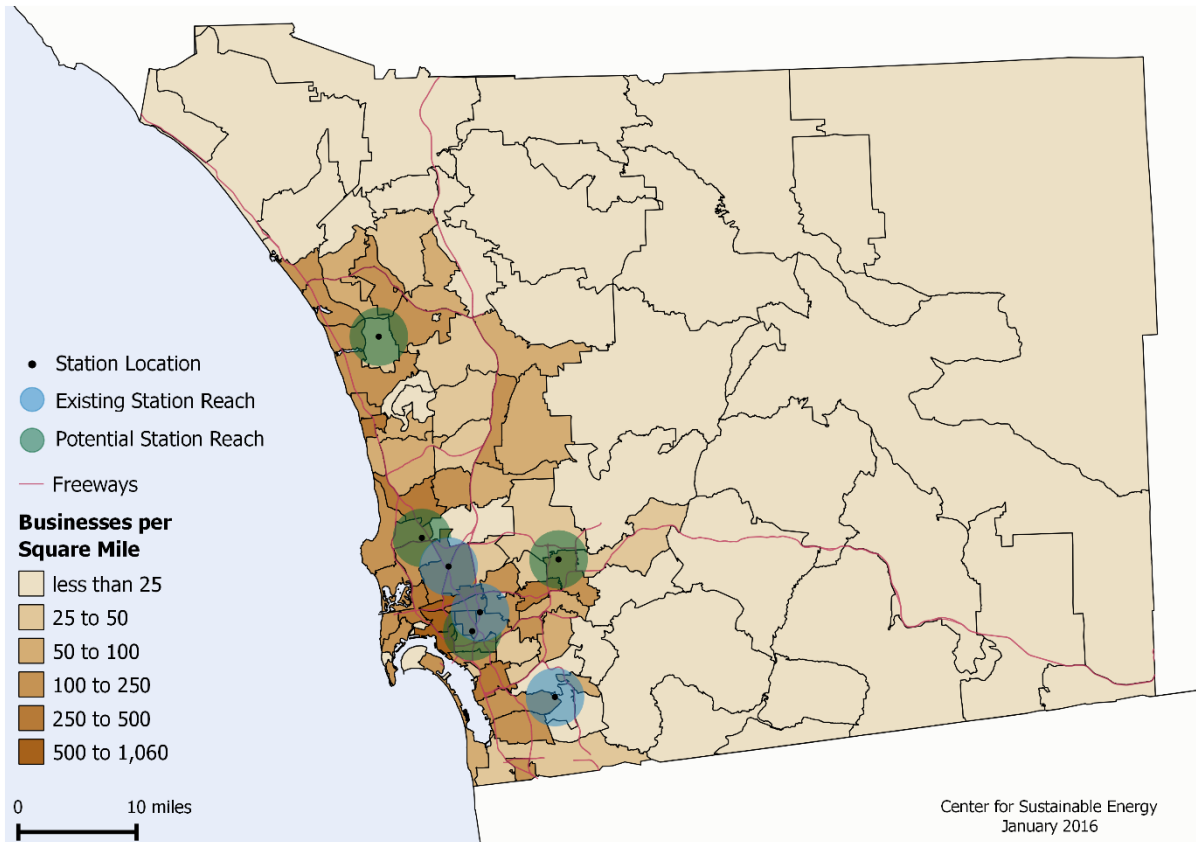 Station Location
Existing Station Reach
Potential Station Reach
Freeways
Businesses per
Square Mile
less than 25
25 to 50
50 to 100
100 to 250
250 to 500
500 to 1,060
0 10 miles
Center for Sustainable Energy
January 2016